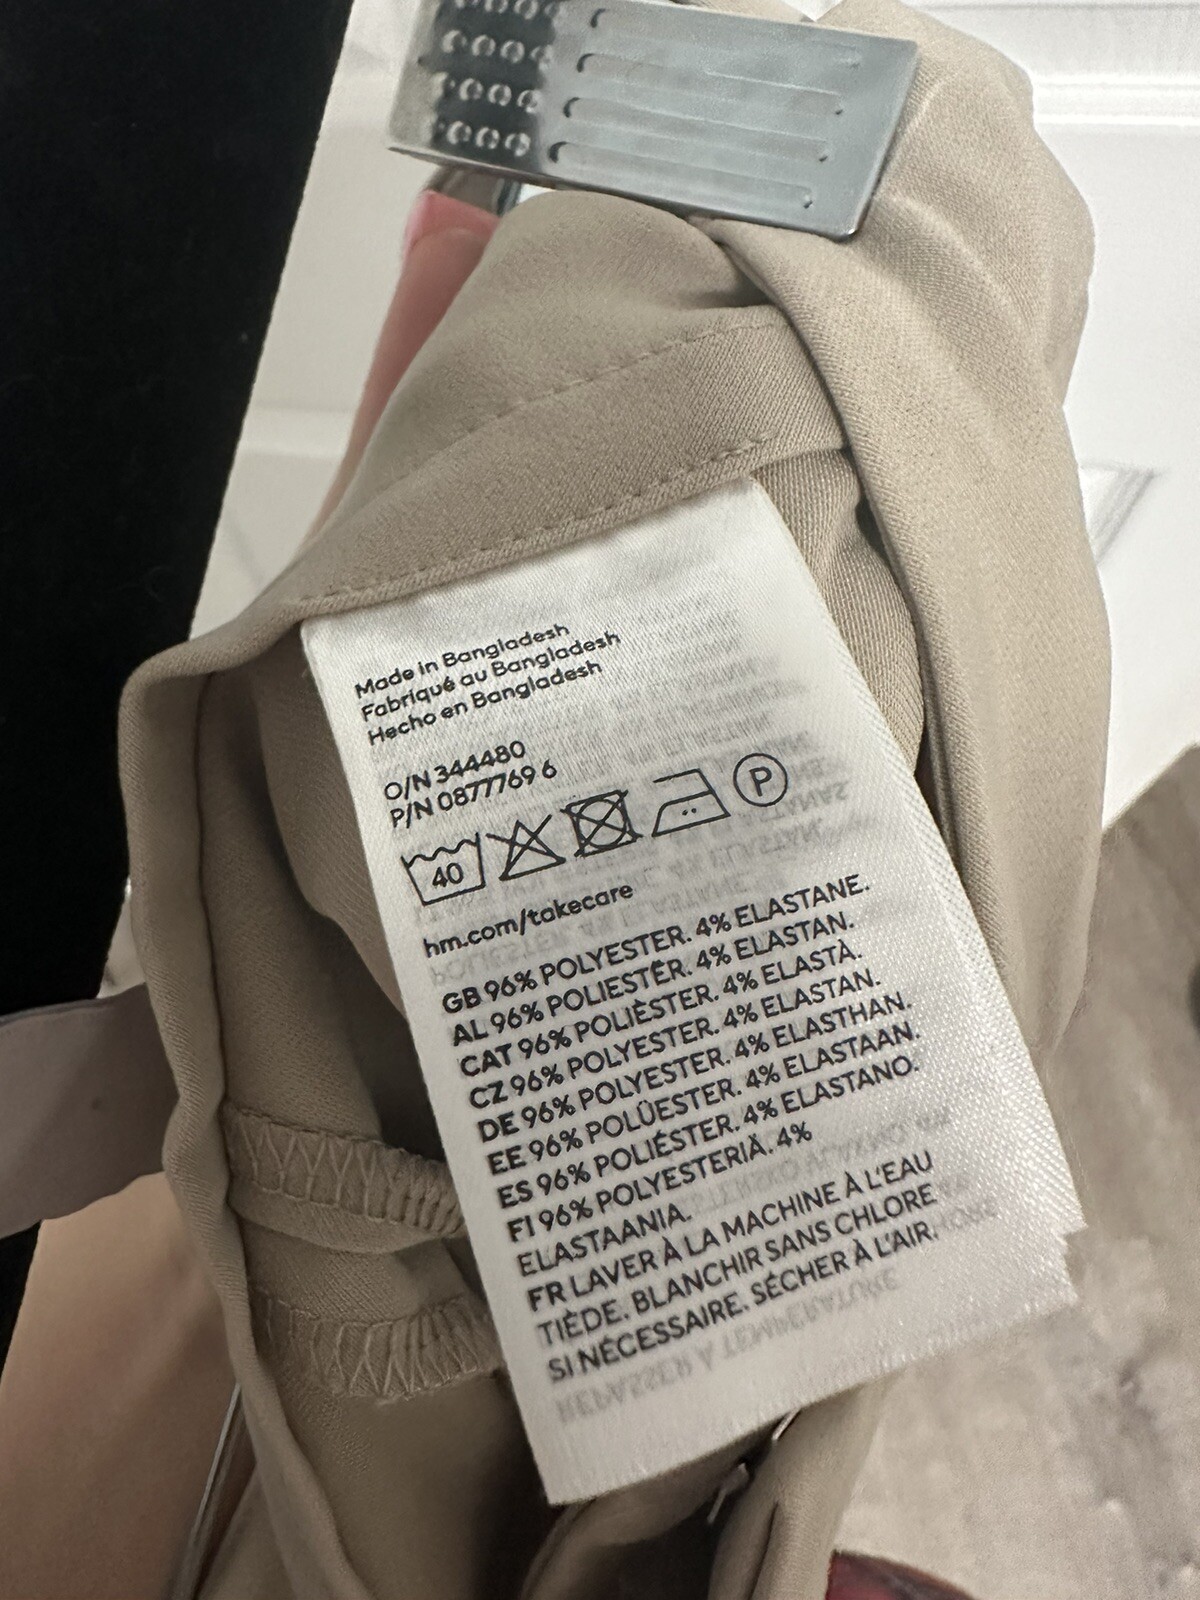 Made in Bangladesh
Fabriqué au Bangladesh
Hecho en Bangladesh
O/N 344480
P/N 0877769 6
40
P
hm.com/takecare
GB 96% POLYESTER. 4% ELASTANE.
AL 96% POLIESTËR. 4% ELASTAN.
CAT 96% POLIÈSTER. 4% ELASTÀ.
CZ 96% POLYESTER. 4% ELASTAN.
DE 96% POLYESTER. 4% ELASTHAN.
EE 96% POLÜESTER. 4% ELASTAAN.
ES 96% POLIÉSTER. 4% ELASTANO.
FI 96% POLYESTERIÄ. 4%
ELASTAANIA.
FR LAVER À LA MACHINE À L'EAU
TIÈDE. BLANCHIR SANS CHLORE
SI NÉCESSAIRE. SÉCHER À L'AIR.